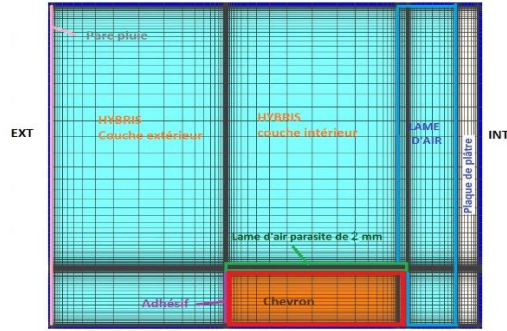 Pare pluie
HYBRIS
Couche extérieur
HYBRIS
couche intérieur
LAME
D'AIR
EXT
INT
Plaque de plâtre
Lame d'air parasite de 2 mm
Adhésif
Chevron